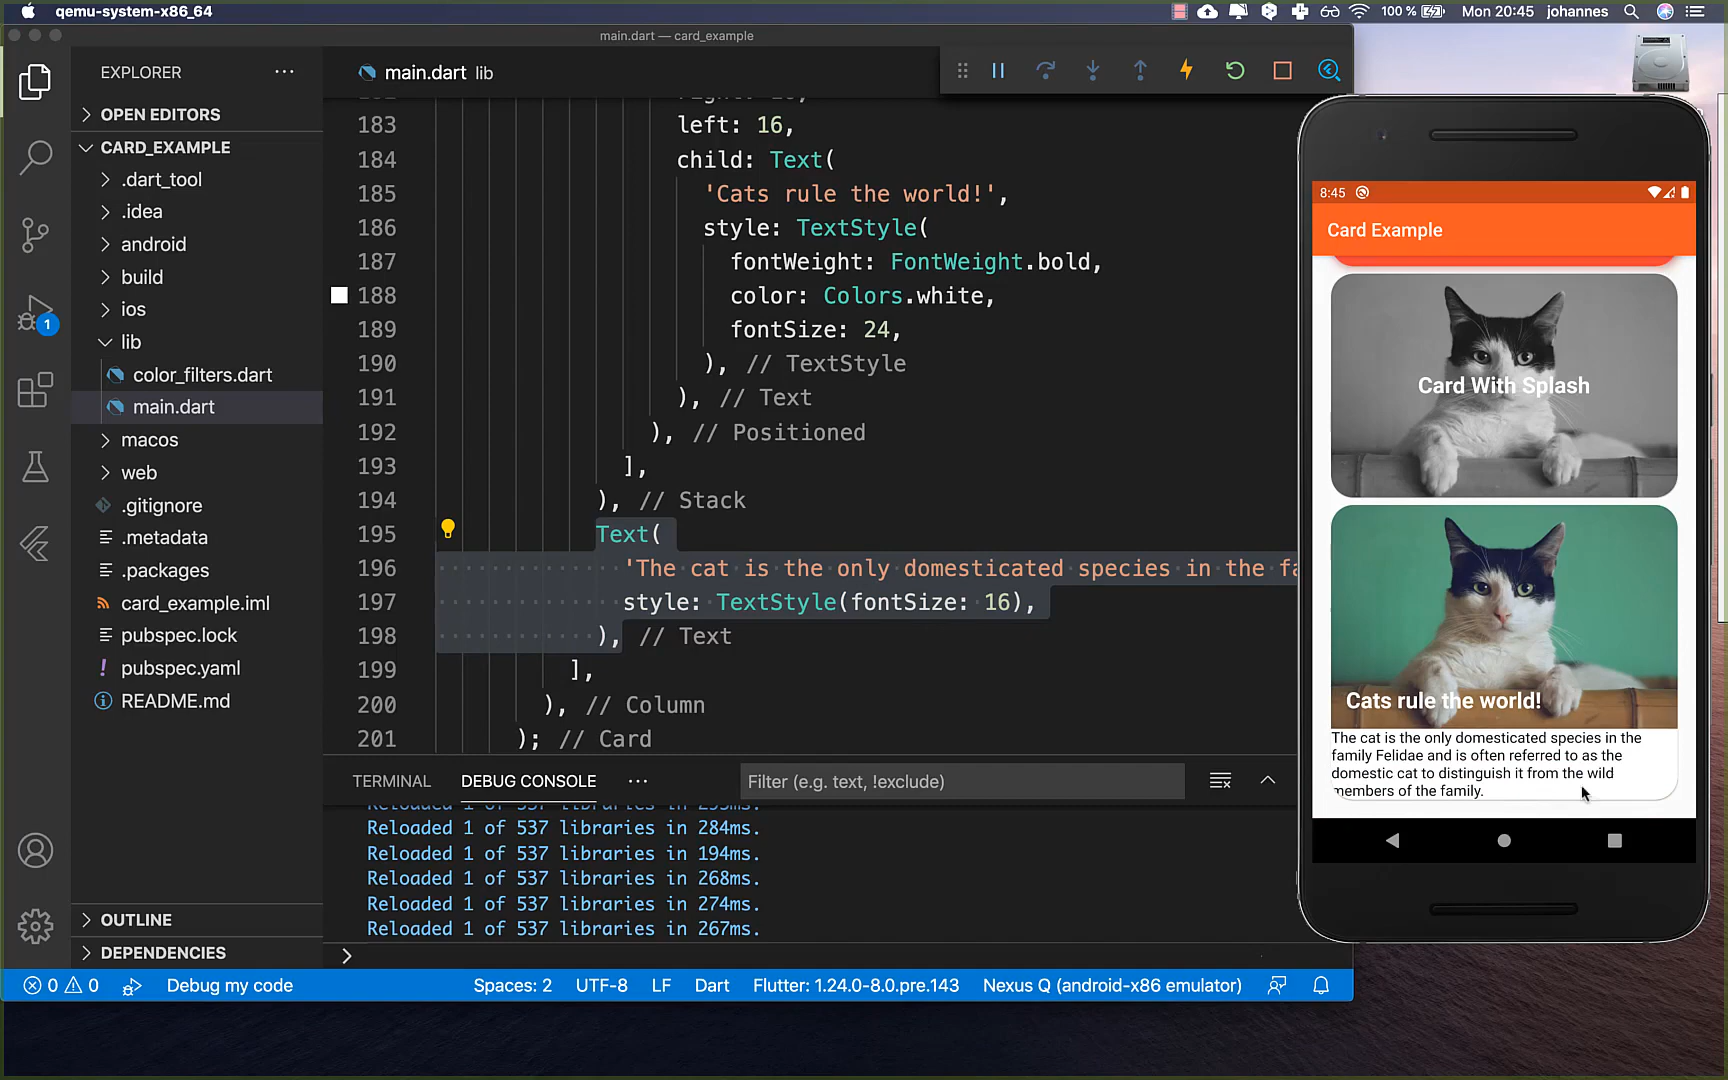 qemu-system-x86_64
100 %
Mon 20:45
johannes
main.dart — card_example
EXPLORER
OPEN EDITORS
CARD_EXAMPLE
.dart_tool
.idea
android
build
ios
lib
color_filters.dart
main.dart
macos
web
.gitignore
.metadata
.packages
card_example.iml
pubspec.lock
pubspec.yaml
README.md
OUTLINE
DEPENDENCIES
1
main.dart lib
183 left: 16,
184 child: Text(
185 'Cats rule the world!',
186 style: TextStyle(
187 fontWeight: FontWeight.bold,
188 color: Colors.white,
189 fontSize: 24,
190 ), // TextStyle
191 ), // Text
192 ), // Positioned
193 ],
194 ), // Stack
195 Text(
196 'The cat is the only domesticated species in the fa
197 style: TextStyle(fontSize: 16),
198 ), // Text
199 ],
200 ), // Column
201 ); // Card
TERMINAL
DEBUG CONSOLE
Filter (e.g. text, !exclude)
Reloaded 1 of 537 libraries in 295ms.
Reloaded 1 of 537 libraries in 284ms.
Reloaded 1 of 537 libraries in 194ms.
Reloaded 1 of 537 libraries in 268ms.
Reloaded 1 of 537 libraries in 274ms.
Reloaded 1 of 537 libraries in 267ms.
0 0
Debug my code
Spaces: 2
UTF-8
LF
Dart
Flutter: 1.24.0-8.0.pre.143
Nexus Q (android-x86 emulator)
8:45
Card Example
Card With Splash
Cats rule the world!
The cat is the only domesticated species in the
family Felidae and is often referred to as the
domestic cat to distinguish it from the wild
members of the family.